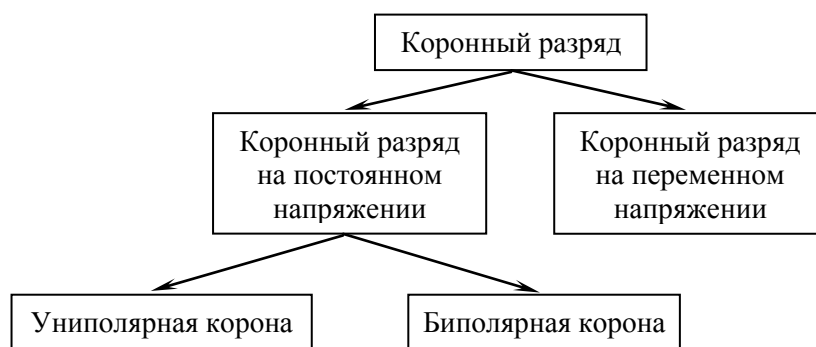 Коронный разряд
Коронный разряд
на постоянном
напряжении
Коронный разряд
на переменном
напряжении
Униполярная корона
Биполярная корона